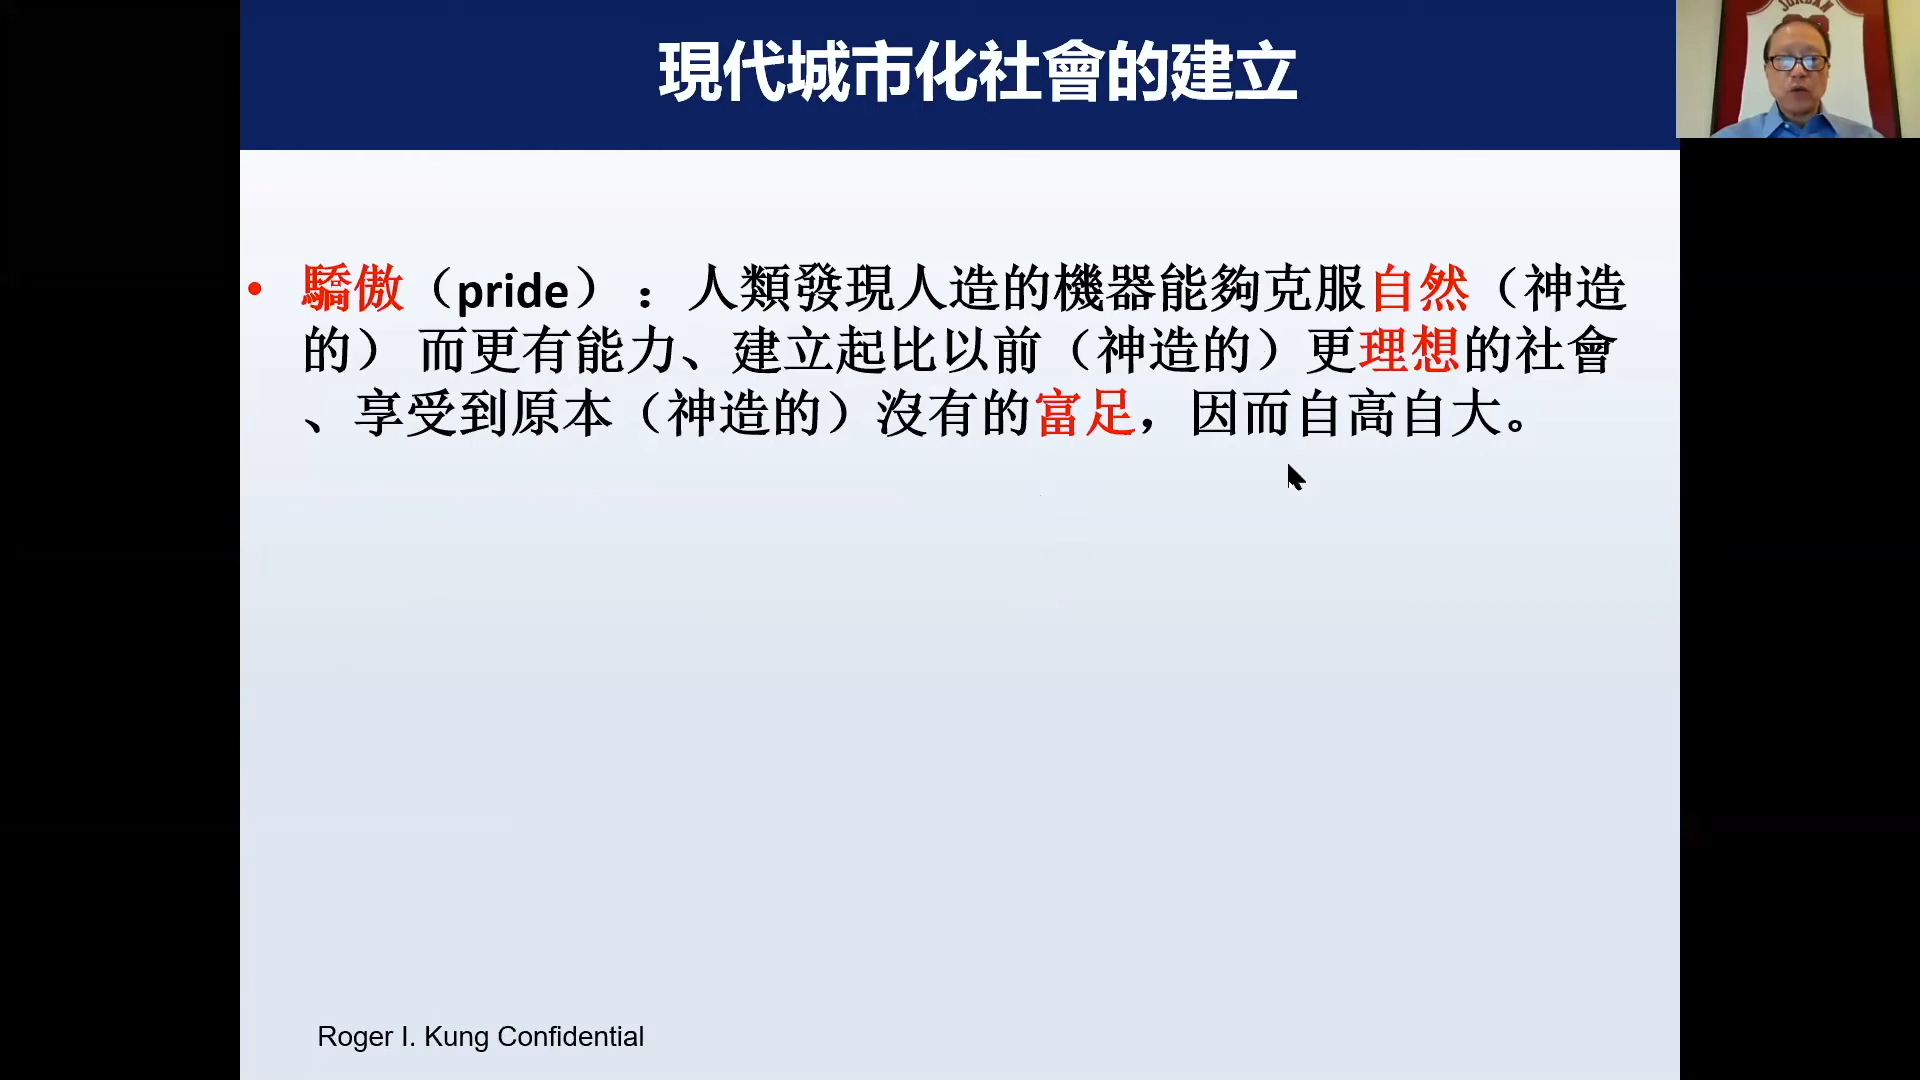 現代城市化社會的建立
JORDAN
• 驕傲（pride）：人類發現人造的機器能夠克服自然（神造
的） 而更有能力、建立起比以前（神造的）更理想的社會
、享受到原本（神造的）沒有的富足，因而自高自大。
Roger I. Kung Confidential